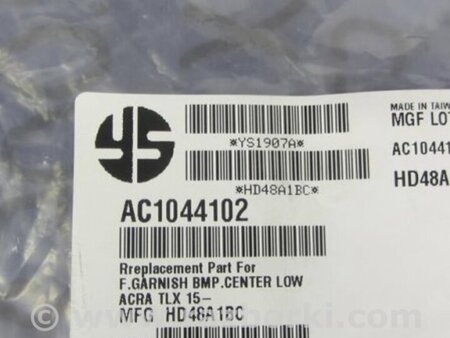 YS
*YS1907A*
*HD48A1BC*
MADE IN TAIW
MGF LOT
AC10441
HD48A
AC1044102
Rreplacement Part For
F.GARNISH BMP.CENTER LOW
ACRA TLX 15-
MFG HD48A1BC